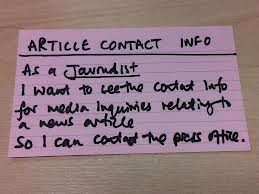 ARTICLE CONTACT INFO
As a Journalist
I want to see the contact info
for media inquiries relating to
a news article
So I can contact the press office.